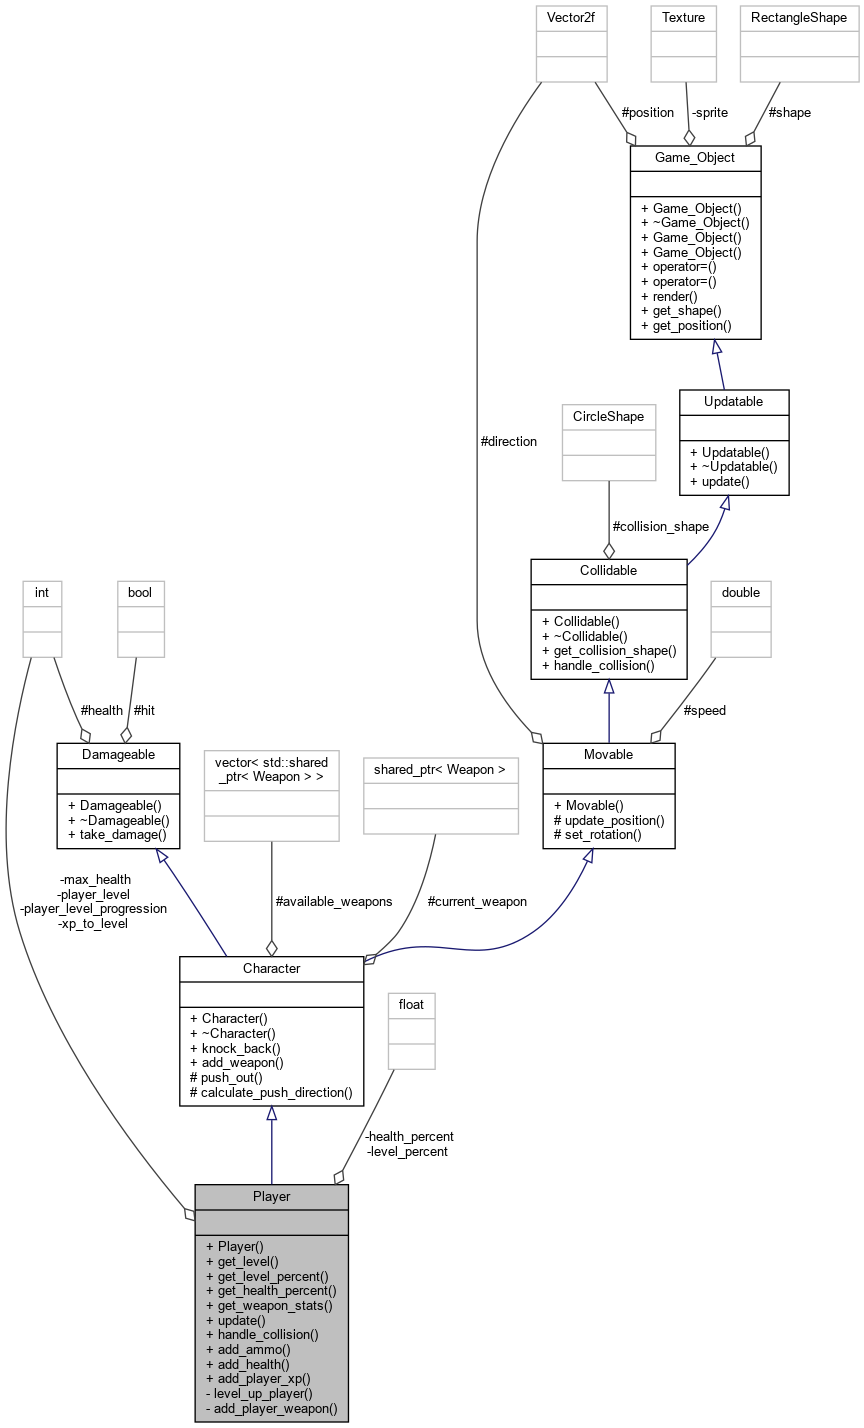 Vector2f
Texture
RectangleShape
#position
-sprite
#shape
Game_Object
+ Game_Object()
+ ~Game_Object()
+ Game_Object()
+ Game_Object()
+ operator=()
+ operator=()
+ render()
+ get_shape()
+ get_position()
Updatable
+ Updatable()
+ ~Updatable()
+ update()
CircleShape
#direction
#collision_shape
Collidable
+ Collidable()
+ ~Collidable()
+ get_collision_shape()
+ handle_collision()
int
bool
double
#health
#hit
#speed
Damageable
+ Damageable()
+ ~Damageable()
+ take_damage()
vector< std::shared
_ptr< Weapon > >
shared_ptr< Weapon >
Movable
+ Movable()
# update_position()
# set_rotation()
-max_health
-player_level
-player_level_progression
-xp_to_level
#available_weapons
#current_weapon
Character
+ Character()
+ ~Character()
+ knock_back()
+ add_weapon()
# push_out()
# calculate_push_direction()
float
-health_percent
-level_percent
Player
+ Player()
+ get_level()
+ get_level_percent()
+ get_health_percent()
+ get_weapon_stats()
+ update()
+ handle_collision()
+ add_ammo()
+ add_health()
+ add_player_xp()
- level_up_player()
- add_player_weapon()